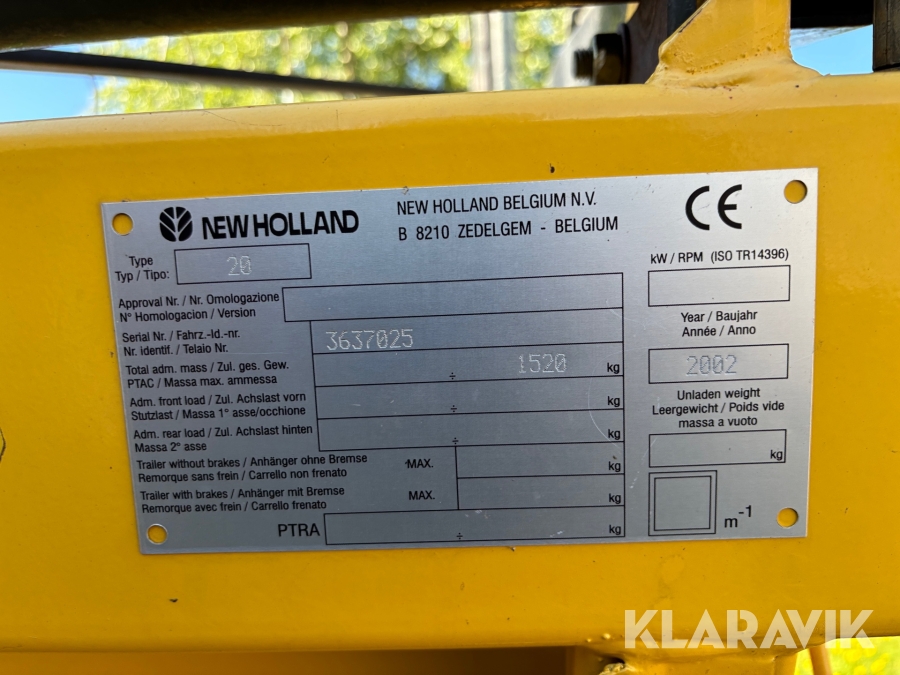 NEW HOLLAND
NEW HOLLAND BELGIUM N.V.
B 8210 ZEDELGEM - BELGIUM
CE
Type
Typ / Tipo:
20
kW / RPM (ISO TR14396)
Approval Nr. / Nr. Omologazione
N° Homologacion / Version
Serial Nr. / Fahrz.-Id.-nr.
Nr. identif. / Telaio Nr.
3637025
Year / Baujahr
Année / Anno
2002
Total adm. mass / Zul. ges. Gew.
PTAC / Massa max. ammessa
÷ 1520 kg
Adm. front load / Zul. Achslast vorn
Stutzlast / Massa 1° asse/occhione
÷ kg
Unladen weight
Leergewicht / Poids vide
massa a vuoto
kg
Adm. rear load / Zul. Achslast hinten
Massa 2° asse
÷ kg
Trailer without brakes / Anhänger ohne Bremse
Remorque sans frein / Carrello non frenato
MAX. kg
Trailer with brakes / Anhänger mit Bremse
Remorque avec frein / Carrello frenato
MAX. kg
PTRA ÷ kg
m-1
KLARAVIK